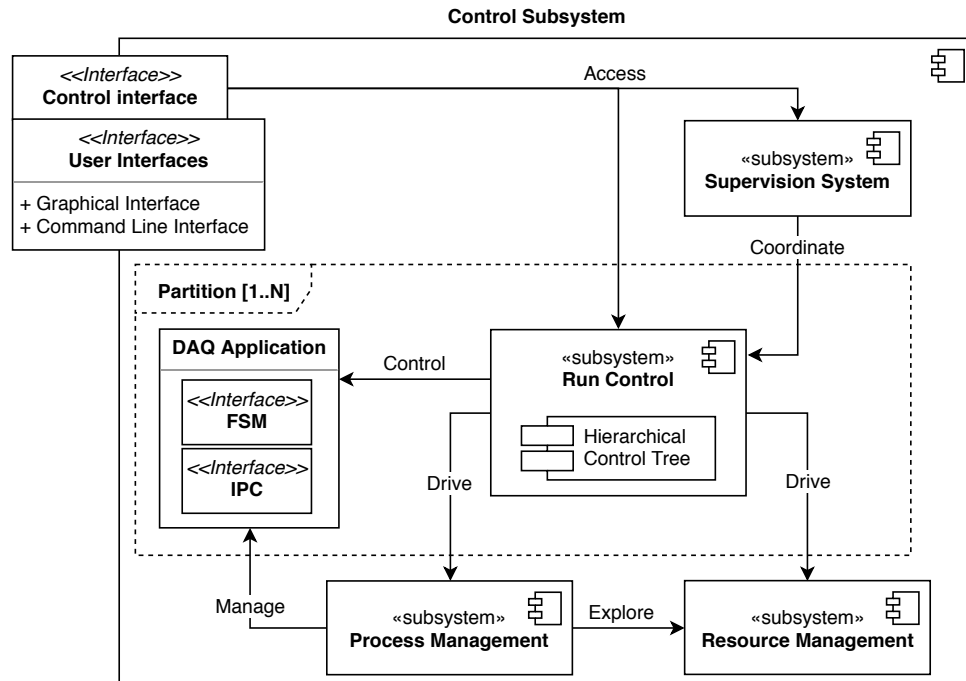 Control Subsystem
<<Interface>>
Control interface
Access
<<Interface>>
User Interfaces
+ Graphical Interface
+ Command Line Interface
«subsystem»
Supervision System
Coordinate
Partition [1..N]
DAQ Application
<<Interface>>
FSM
<<Interface>>
IPC
Control
«subsystem»
Run Control
Hierarchical
Control Tree
Drive
Drive
Manage
«subsystem»
Process Management
Explore
«subsystem»
Resource Management